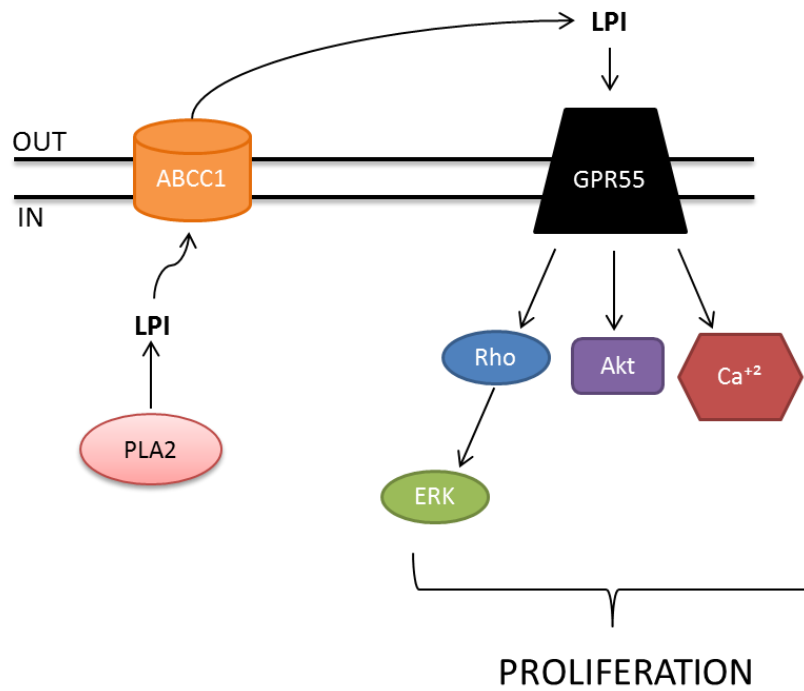 LPI
OUT
ABCC1
GPR55
IN
LPI
Rho
Akt
Ca⁺²
PLA2
ERK
PROLIFERATION